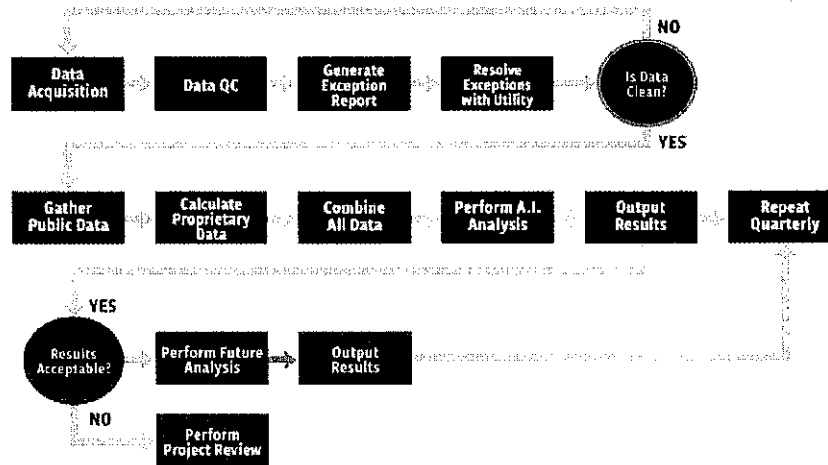 NO
Data
Acquisition
Data QC
Generate
Exception
Report
Resolve
Exceptions
with Utility
Is Data
Clean?
YES
Gather
Public Data
Calculate
Proprietary
Data
Combine
All Data
Perform A.I.
Analysis
Output
Results
Repeat
Quarterly
YES
Results
Acceptable?
Perform Future
Analysis
Output
Results
NO
Perform
Project Review